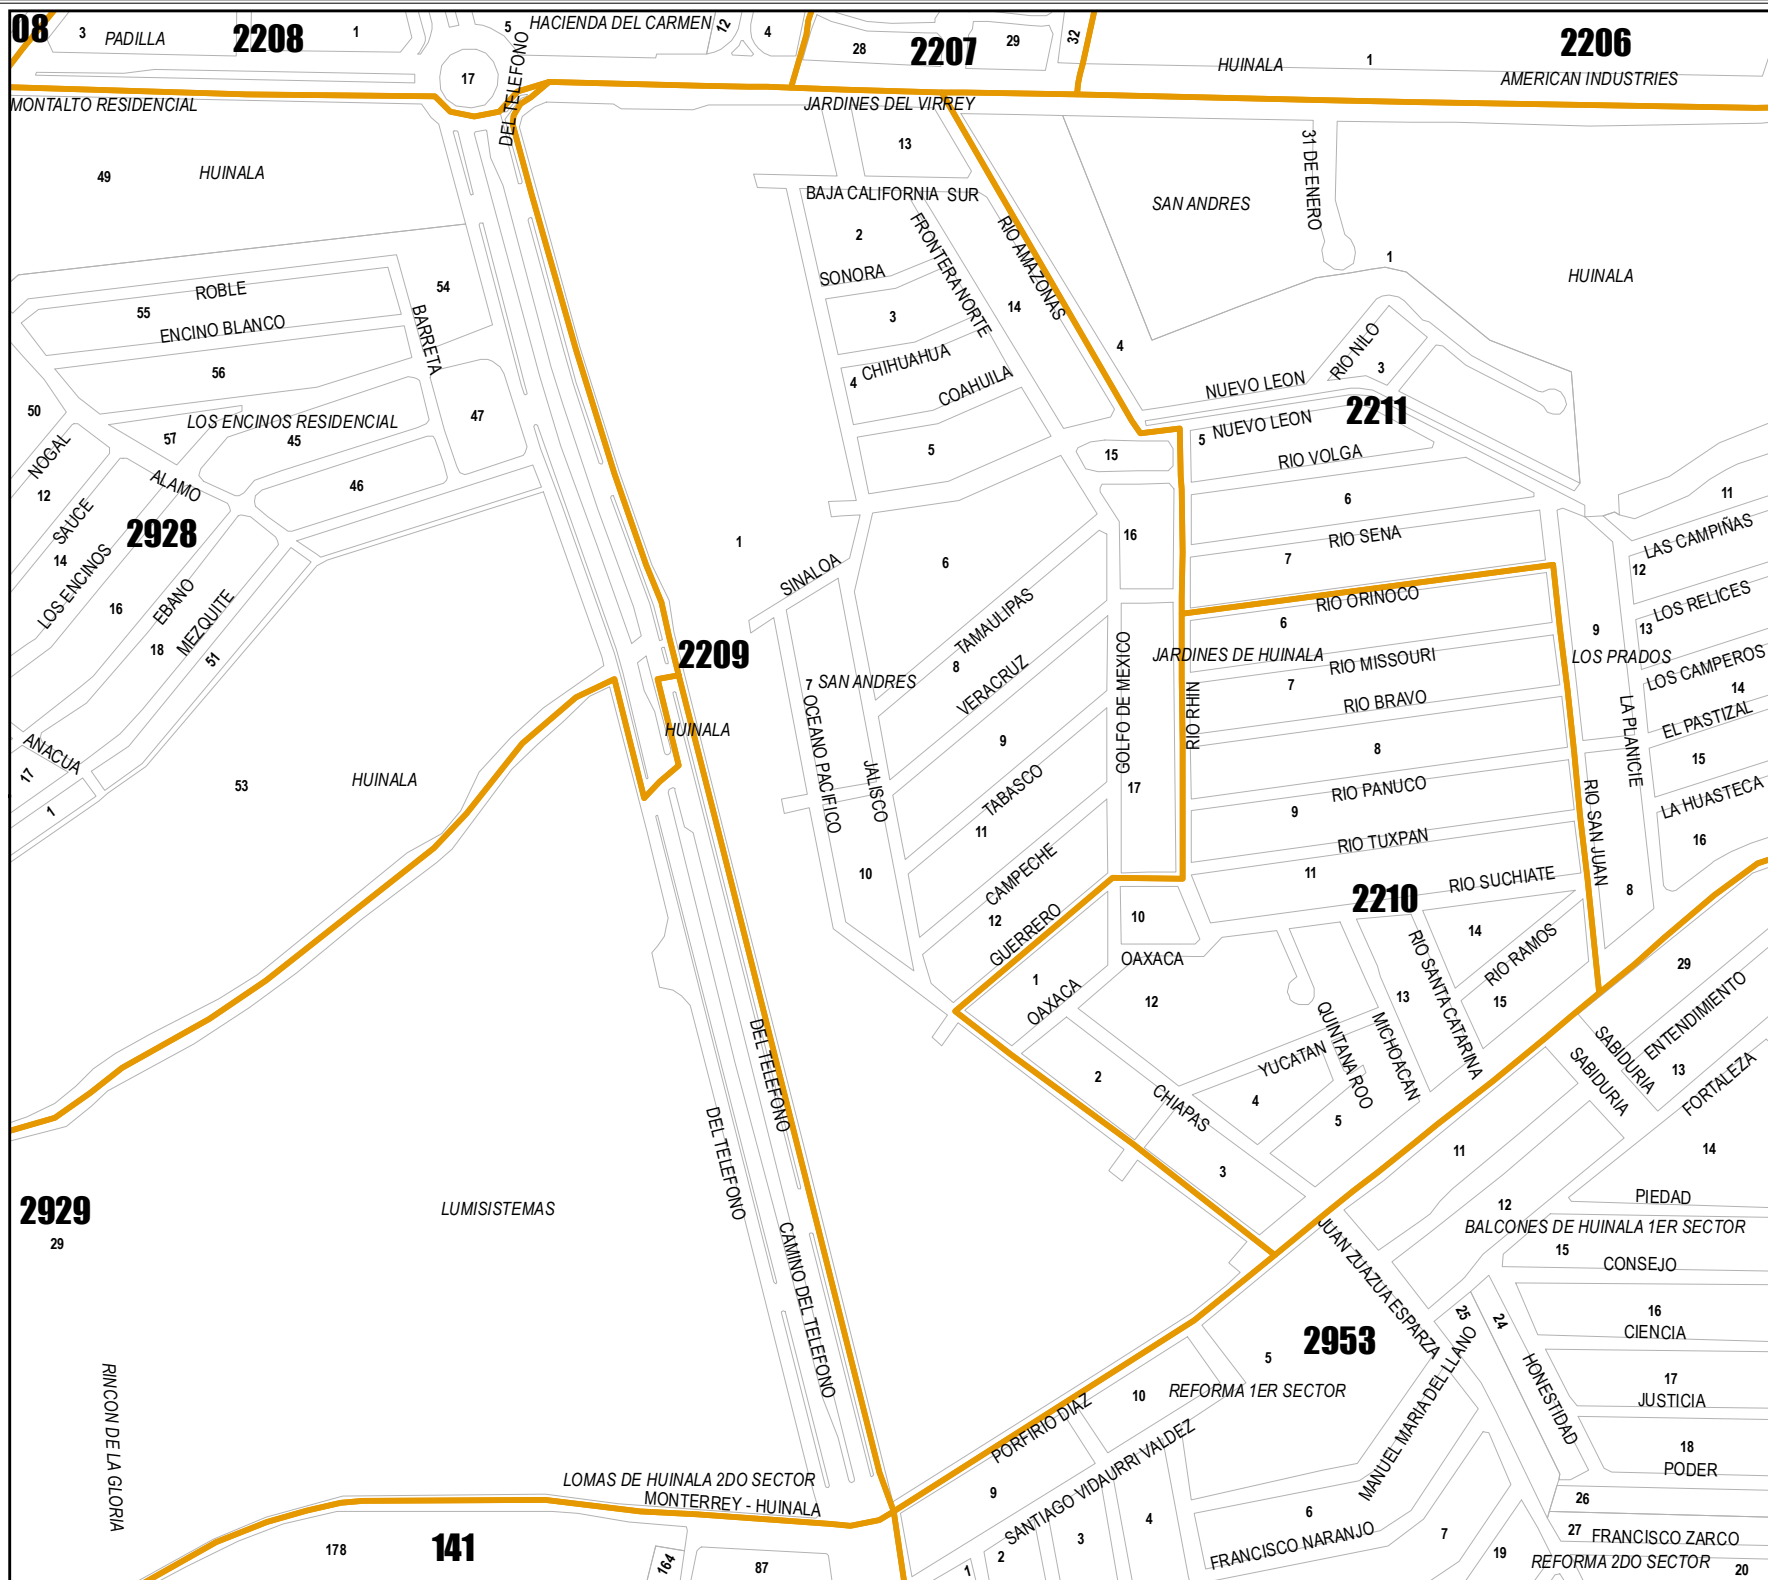 08
3
PADILLA
2208
1
5
HACIENDA DEL CARMEN
12
4
28
2207
29
32
HUINALA
1
2206
AMERICAN INDUSTRIES
17
DEL TELEFONO
MONTALTO RESIDENCIAL
JARDINES DEL VIRREY
49
HUINALA
13
BAJA CALIFORNIA SUR
31 DE ENERO
SAN ANDRES
2
FRONTERA NORTE
RIO AMAZONAS
SONORA
1
HUINALA
ROBLE
54
55
ENCINO BLANCO
BARRETA
3
14
4
CHIHUAHUA
4
COAHUILA
RIO NILO
3
56
NUEVO LEON
2211
50
LOS ENCINOS RESIDENCIAL
47
57
45
NUEVO LEON
5
NOGAL
5
15
RIO VOLGA
ALAMO
46
12
6
11
SAUCE
2928
16
RIO SENA
LAS CAMPIÑAS
1
14
6
7
12
LOS ENCINOS
SINALOA
16
EBANO
TAMAULIPAS
RIO ORINOCO
LOS RELICES
MEZQUITE
6
9
13
18
51
2209
8
JARDINES DE HUINALA
RIO MISSOURI
LOS PRADOS
VERACRUZ
GOLFO DE MEXICO
LOS CAMPEROS
7
SAN ANDRES
7
14
RIO RHIN
RIO BRAVO
OCEANO PACIFICO
HUINALA
EL PASTIZAL
LA PLANICIE
ANACUA
9
8
15
17
53
HUINALA
JALISCO
TABASCO
17
RIO PANUCO
RIO SAN JUAN
LA HUASTECA
1
9
11
RIO TUXPAN
16
CAMPECHE
10
11
RIO SUCHIATE
2210
8
12
GUERRERO
10
14
RIO RAMOS
OAXACA
RIO SANTA CATARINA
29
1
OAXACA
12
13
15
ENTENDIMIENTO
QUINTANA ROO
MICHOACAN
SABIDURIA
DEL TELEFONO
YUCATAN
SABIDURIA
2
13
FORTALEZA
CHIAPAS
4
5
DEL TELEFONO
11
14
3
2929
LUMISISTEMAS
12
PIEDAD
29
BALCONES DE HUINALA 1ER SECTOR
15
CONSEJO
JUAN ZUAZUA ESPARZA
CAMINO DEL TELEFONO
25
24
16
CIENCIA
2953
5
RINCON DE LA GLORIA
10
REFORMA 1ER SECTOR
MANUEL MARIA DEL LLANO
HONESTIDAD
17
JUSTICIA
PORFIRIO DIAZ
18
PODER
LOMAS DE HUINALA 2DO SECTOR
MONTERREY - HUINALA
9
SANTIAGO VIDAURRI VALDEZ
26
6
4
141
178
164
87
1
2
3
FRANCISCO NARANJO
7
27
FRANCISCO ZARCO
19
REFORMA 2DO SECTOR
20